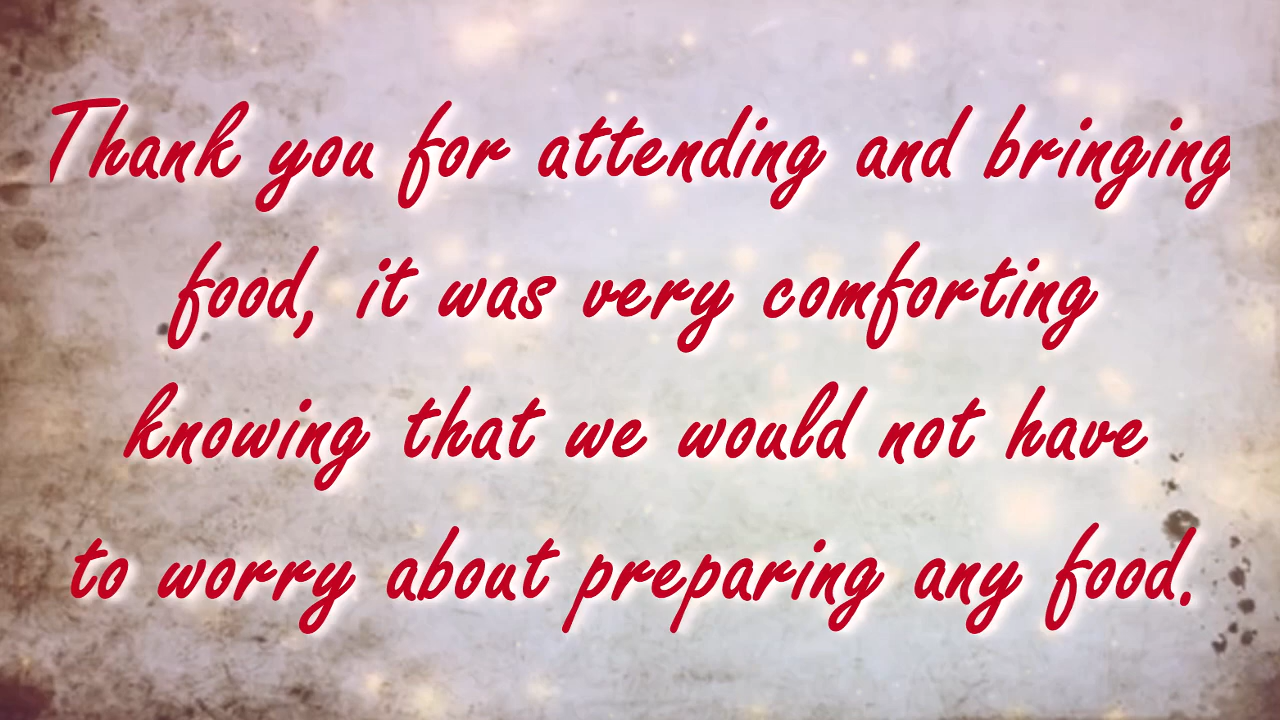 Thank you for attending and bringing
food, it was very comforting
knowing that we would not have
to worry about preparing any food.